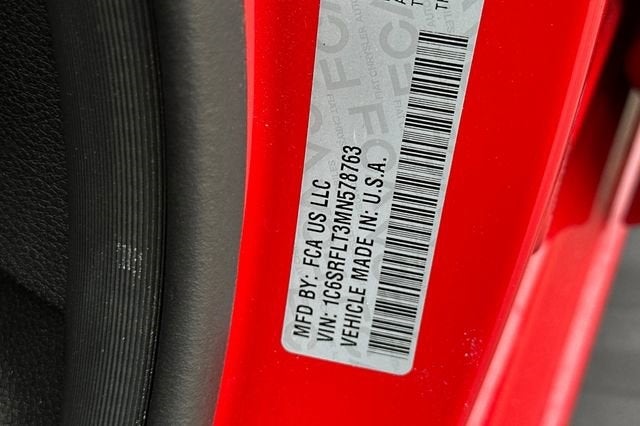 MFD BY: FCA US LLC
VIN: 1C6SRFLT3MN578763
VEHICLE MADE IN: U.S.A.